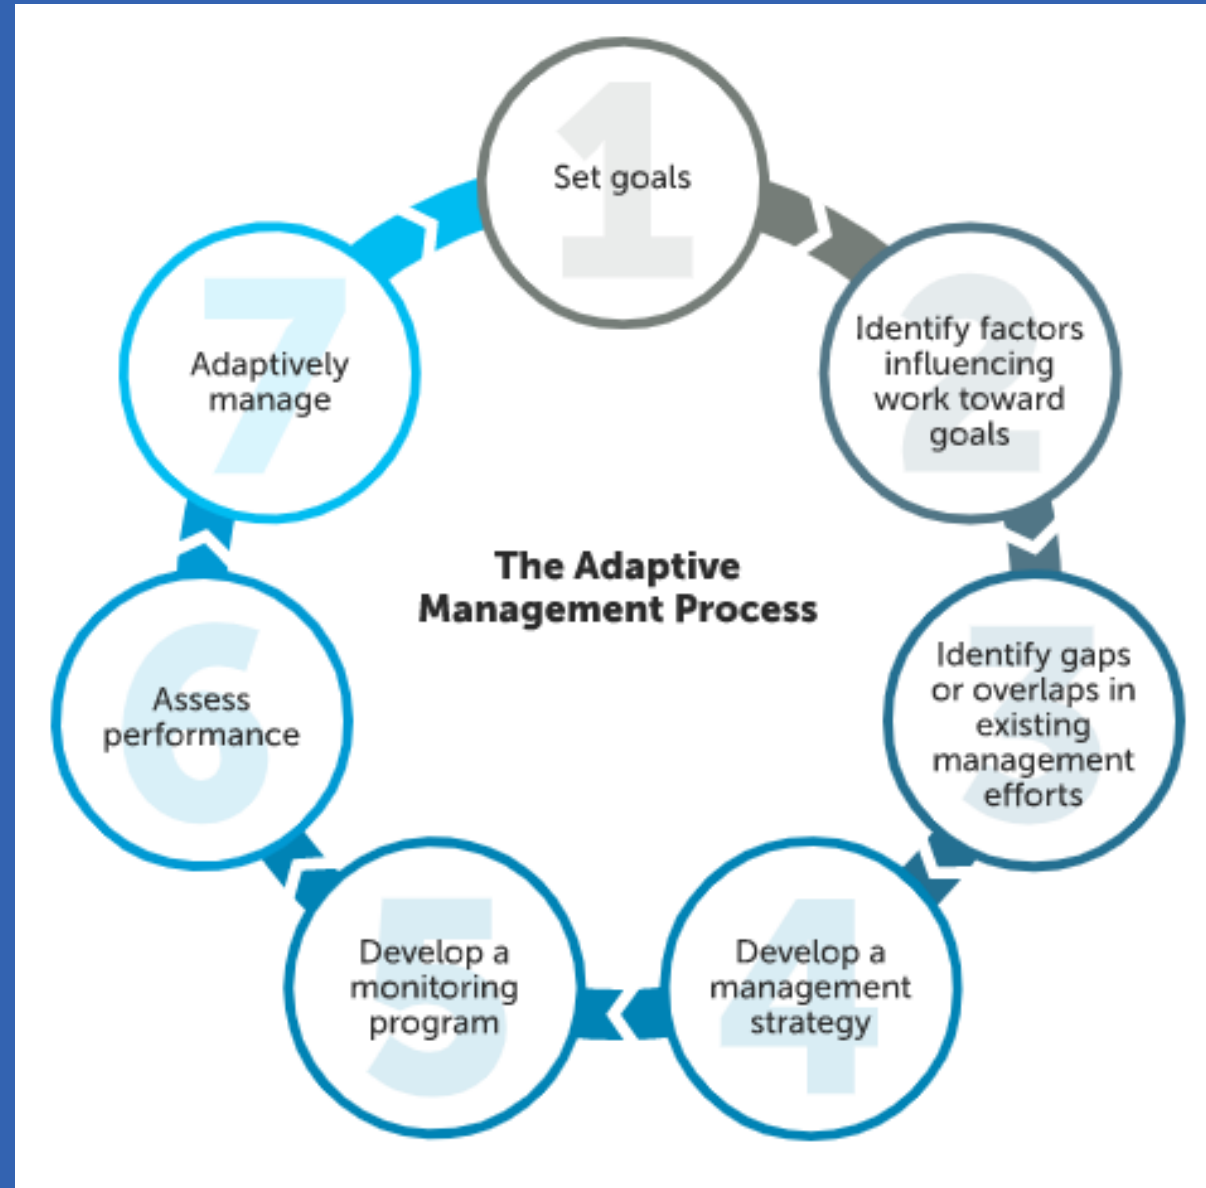 1
Set goals
2
Identify factors
influencing
work toward
goals
3
Identify gaps
or overlaps in
existing
management
efforts
4
Develop a
management
strategy
5
Develop a
monitoring
program
6
Assess
performance
7
Adaptively
manage
The Adaptive
Management Process